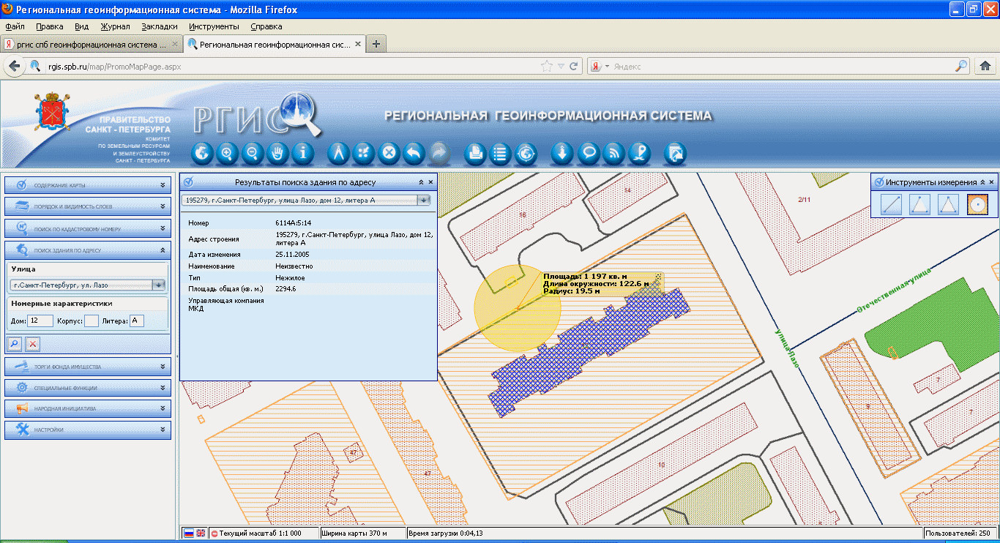 Региональная геоинформационная система - Mozilla Firefox
Файл Правка Вид Журнал Закладки Инструменты Справка
ргис спб геоинформационная система ...
Региональная геоинформационная сис...
rgis.spb.ru/map/PromoMapPage.aspx
Яндекс
ПРАВИТЕЛЬСТВО
САНКТ - ПЕТЕРБУРГА
КОМИТЕТ
ПО ЗЕМЕЛЬНЫМ РЕСУРСАМ
И ЗЕМЛЕУСТРОЙСТВУ
САНКТ - ПЕТЕРБУРГА
РГИС
РЕГИОНАЛЬНАЯ ГЕОИНФОРМАЦИОННАЯ СИСТЕМА
СОДЕРЖАНИЕ КАРТЫ
ПОРЯДОК И ВИДИМОСТЬ СЛОЕВ
ПОИСК ПО КАДАСТРОВОМУ НОМЕРУ
ПОИСК ЗДАНИЯ ПО АДРЕСУ
Улица
г.Санкт-Петербург, ул. Лазо
Номерные характеристики
Дом: 12 Корпус: Литера: А
ТОРГИ ФОНДА ИМУЩЕСТВА
СПЕЦИАЛЬНЫЕ ФУНКЦИИ
НАРОДНАЯ ИНИЦИАТИВА
НАСТРОЙКИ
Результаты поиска здания по адресу
195279, г.Санкт-Петербург, улица Лазо, дом 12, литера А
Номер 6114А:5:14
Адрес строения 195279, г.Санкт-Петербург, улица Лазо, дом 12,
литера А
Дата изменения 25.11.2005
Наименование Неизвестно
Тип Нежилое
Площадь общая (кв. м.) 2294.6
Управляющая компания
МКД
Инструменты измерения
16
14
2/11
Площадь: 1 197 кв. м
Длина окружности: 122.6 м
Радиус: 19.5 м
Отечественная улица
улица Лазо
9
7
7
10
8
47
47
Текущий масштаб 1:1 000
Ширина карты 370 м
Время загрузки 0:04,13
Пользователей: 250